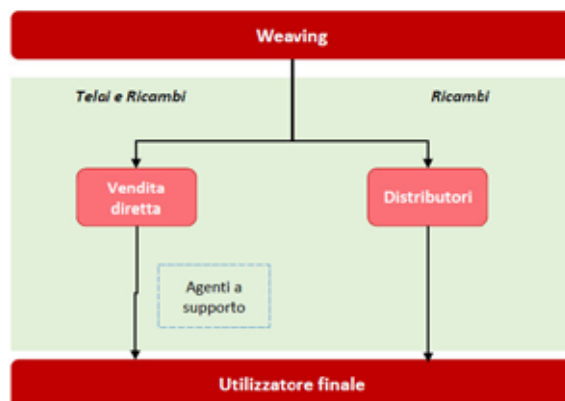 Weaving
Telai e Ricambi
Ricambi
Vendita
diretta
Distributori
Agenti a
supporto
Utilizzatore finale